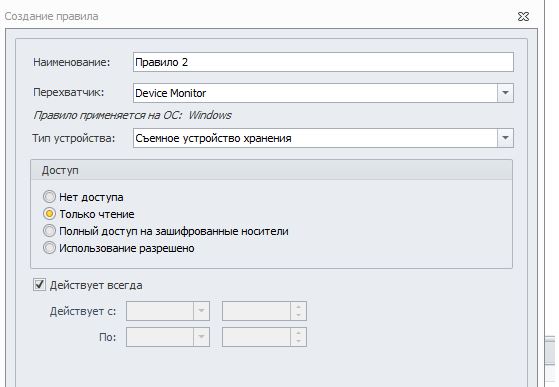 Создание правила
Наименование: Правило 2
Перехватчик: Device Monitor
Правило применяется на ОС: Windows
Тип устройства: Съемное устройство хранения
Доступ
Нет доступа
Только чтение
Полный доступ на зашифрованные носители
Использование разрешено
Действует всегда
Действует с:
По: